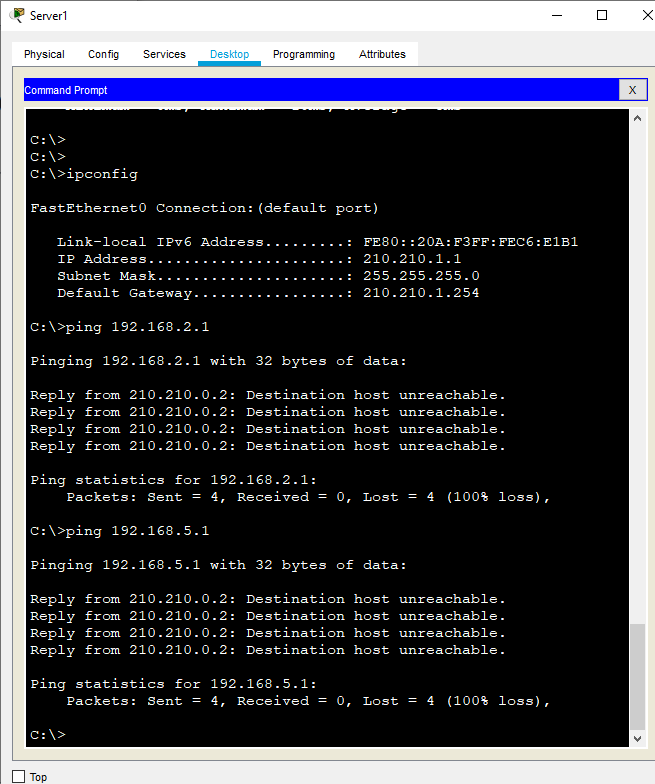 Server1
Physical Config Services Desktop Programming Attributes
Command Prompt X
C:\>
C:\>
C:\>ipconfig
FastEthernet0 Connection:(default port)
Link-local IPv6 Address.........: FE80::20A:F3FF:FEC6:E1B1
IP Address......................: 210.210.1.1
Subnet Mask.....................: 255.255.255.0
Default Gateway.................: 210.210.1.254
C:\>ping 192.168.2.1
Pinging 192.168.2.1 with 32 bytes of data:
Reply from 210.210.0.2: Destination host unreachable.
Reply from 210.210.0.2: Destination host unreachable.
Reply from 210.210.0.2: Destination host unreachable.
Reply from 210.210.0.2: Destination host unreachable.
Ping statistics for 192.168.2.1:
Packets: Sent = 4, Received = 0, Lost = 4 (100% loss),
C:\>ping 192.168.5.1
Pinging 192.168.5.1 with 32 bytes of data:
Reply from 210.210.0.2: Destination host unreachable.
Reply from 210.210.0.2: Destination host unreachable.
Reply from 210.210.0.2: Destination host unreachable.
Reply from 210.210.0.2: Destination host unreachable.
Ping statistics for 192.168.5.1:
Packets: Sent = 4, Received = 0, Lost = 4 (100% loss),
C:\>
Top